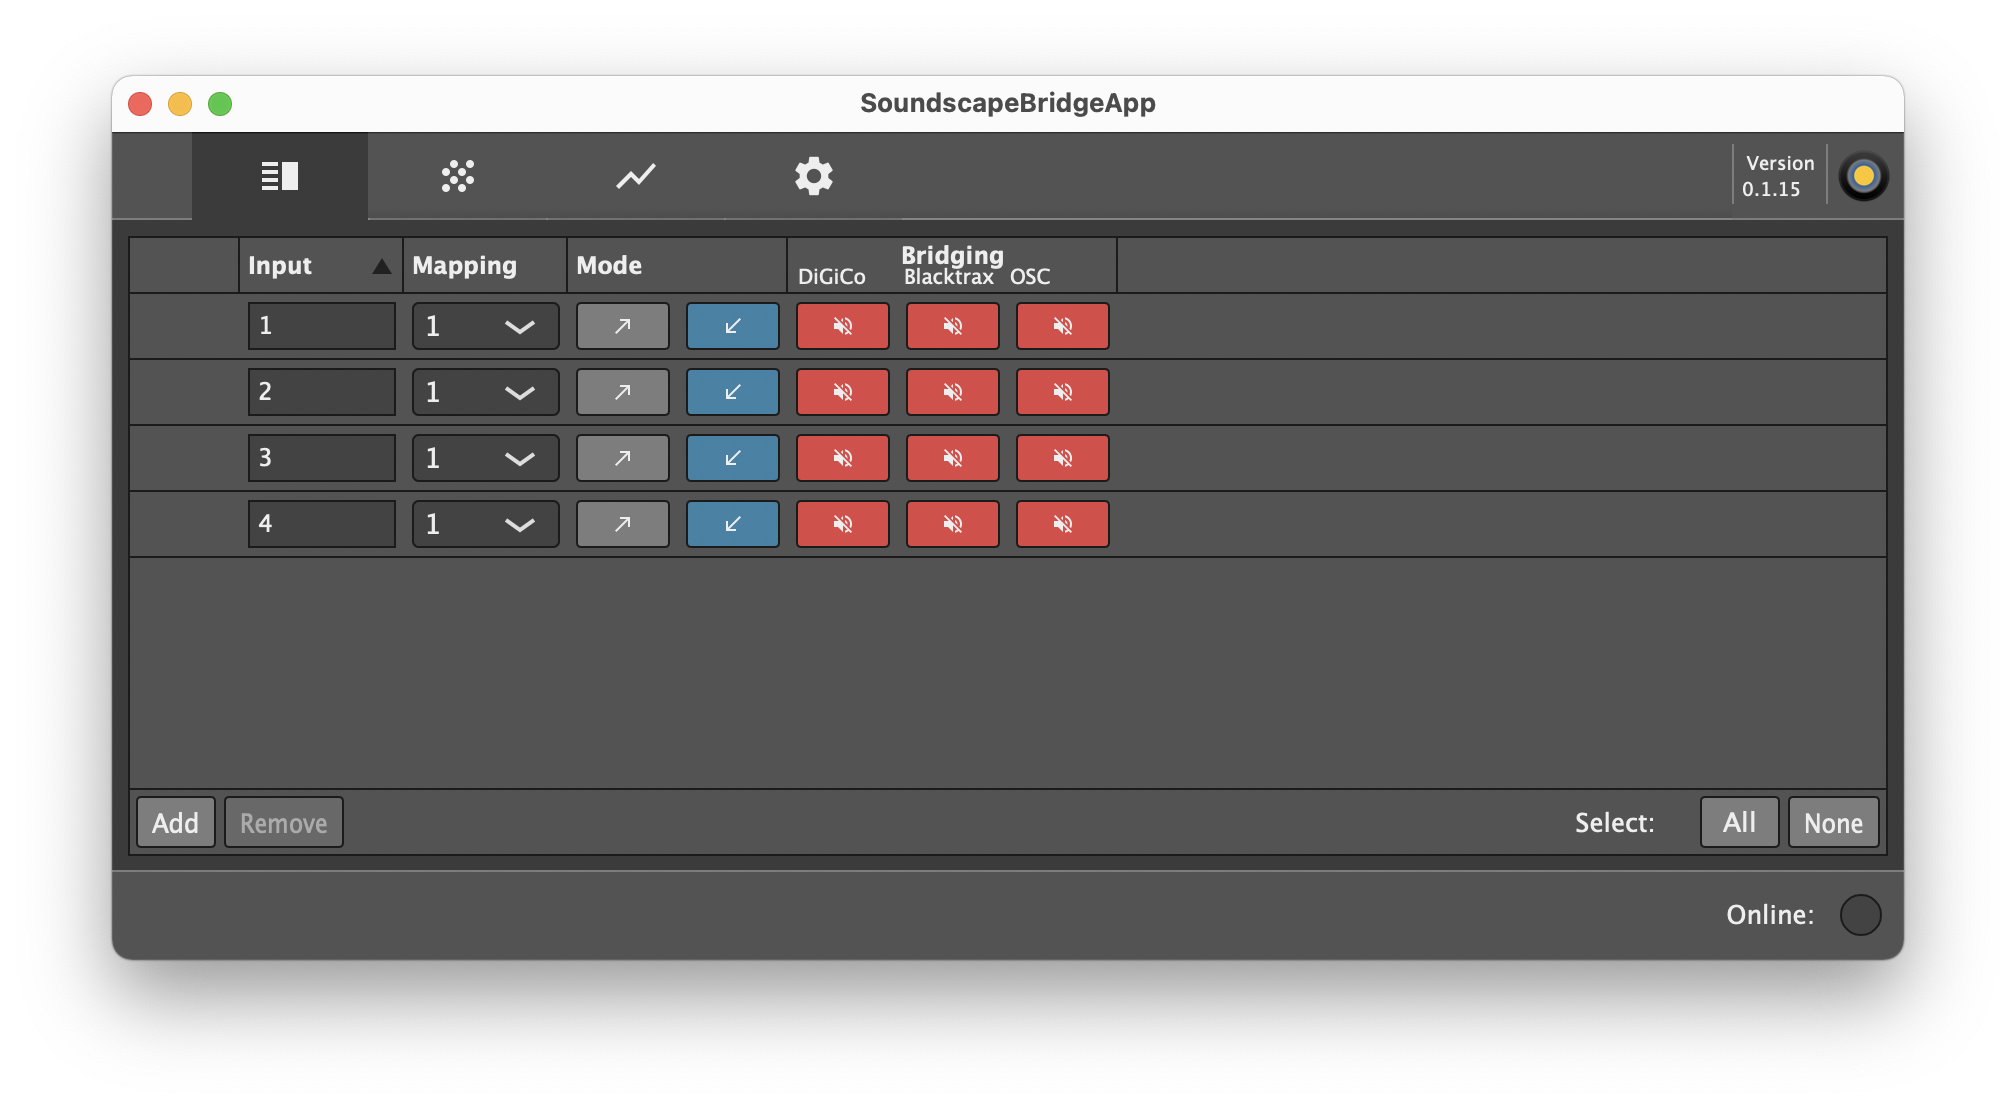 SoundscapeBridgeApp
Version
0.1.15
Input Mapping Mode Bridging
DiGiCo Blacktrax OSC
1 1
2 1
3 1
4 1
Add Remove Select: All None
Online: